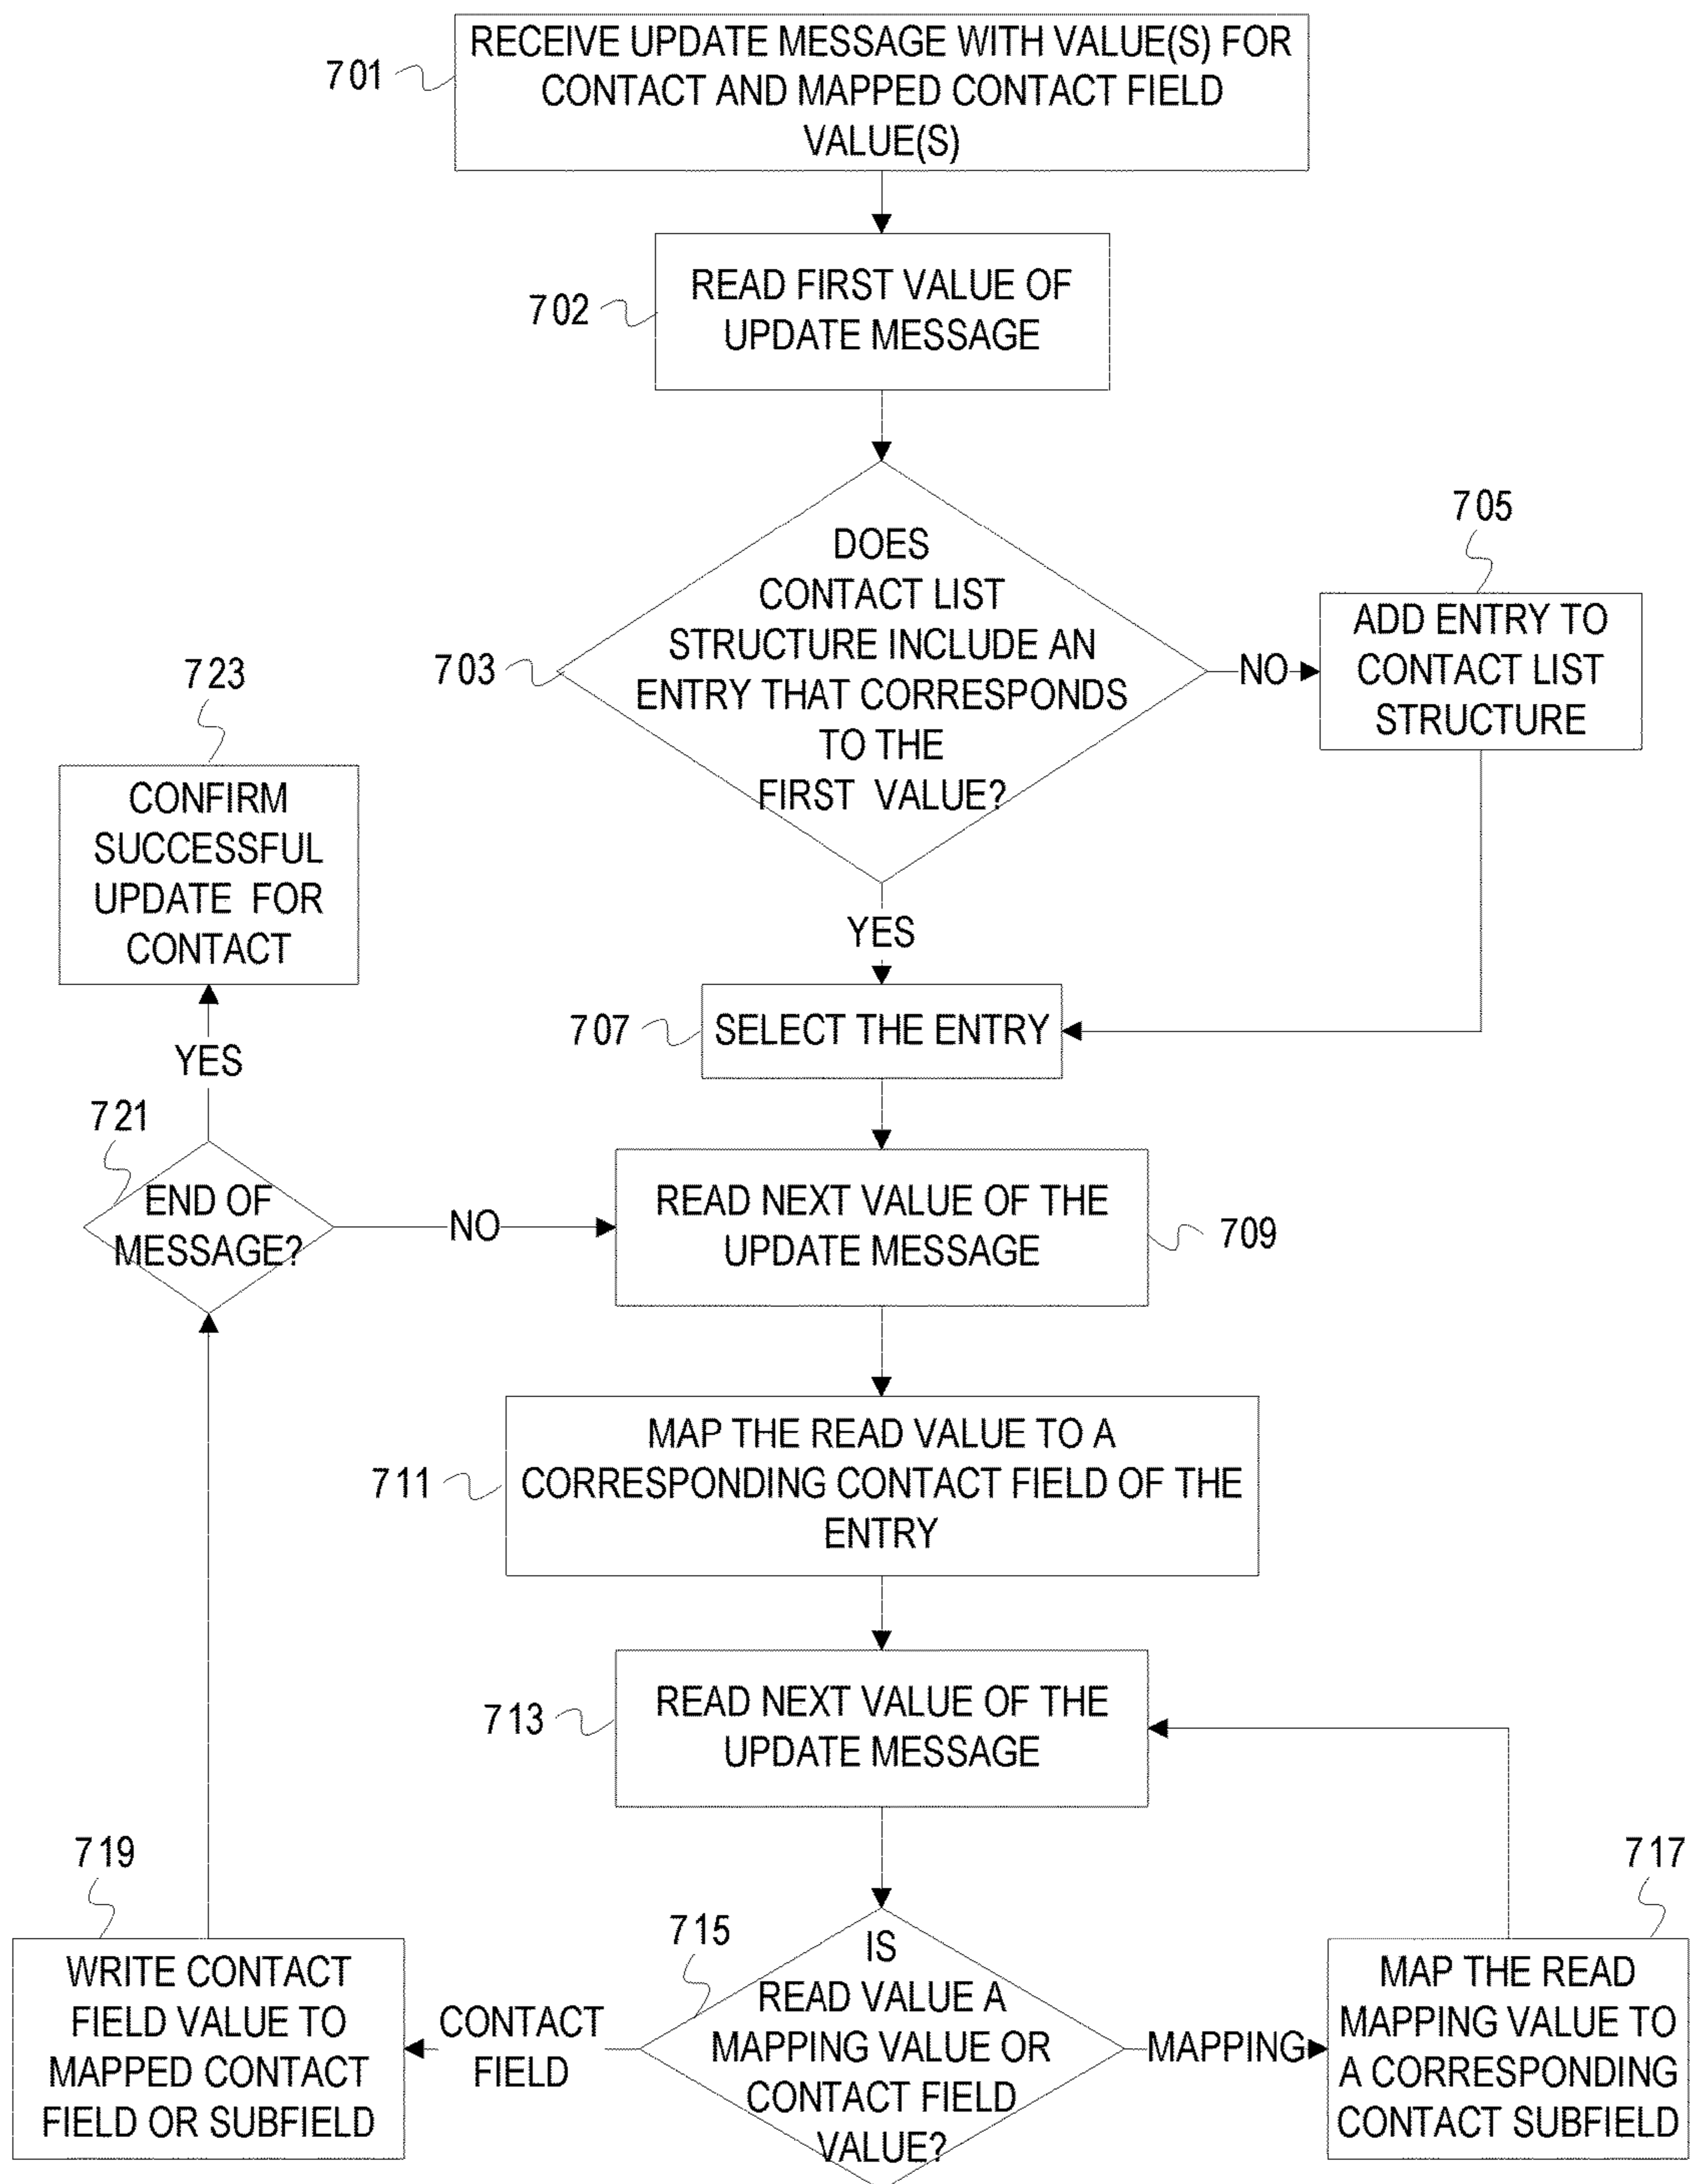 701
RECEIVE UPDATE MESSAGE WITH VALUE(S) FOR
CONTACT AND MAPPED CONTACT FIELD
VALUE(S)
702
READ FIRST VALUE OF
UPDATE MESSAGE
703
DOES
CONTACT LIST
STRUCTURE INCLUDE AN
ENTRY THAT CORRESPONDS
TO THE
FIRST VALUE?
NO
705
ADD ENTRY TO
CONTACT LIST
STRUCTURE
YES
707
SELECT THE ENTRY
709
READ NEXT VALUE OF THE
UPDATE MESSAGE
711
MAP THE READ VALUE TO A
CORRESPONDING CONTACT FIELD OF THE
ENTRY
713
READ NEXT VALUE OF THE
UPDATE MESSAGE
715
IS
READ VALUE A
MAPPING VALUE OR
CONTACT FIELD
VALUE?
MAPPING
717
MAP THE READ
MAPPING VALUE TO
A CORRESPONDING
CONTACT SUBFIELD
CONTACT
FIELD
719
WRITE CONTACT
FIELD VALUE TO
MAPPED CONTACT
FIELD OR SUBFIELD
721
END OF
MESSAGE?
NO
YES
723
CONFIRM
SUCCESSFUL
UPDATE FOR
CONTACT